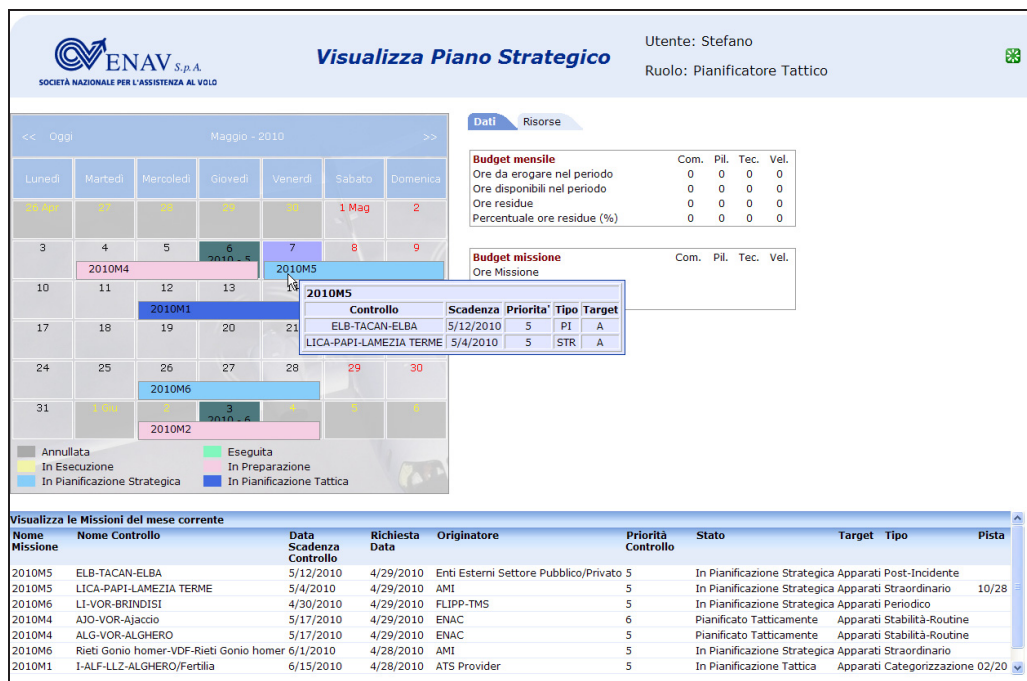 ENAV S.p.A.
SOCIETÀ NAZIONALE PER L'ASSISTENZA AL VOLO
Visualizza Piano Strategico
Utente: Stefano
Ruolo: Pianificatore Tattico
<< Oggi Maggio - 2010 >>
Lunedì Martedì Mercoledì Giovedì Venerdì Sabato Domenica
26 Apr 27 28 29 30 1 Mag 2
3 4 5 6 7 8 9
2010 - 5
2010M4 2010M5
10 11 12 13
2010M1
17 18 19 20 21
24 25 26 27 28 29 30
2010M6
31 1 Giu 2 3 4 5 6
2010 - 6
2010M2
Annullata Eseguita
In Esecuzione In Preparazione
In Pianificazione Strategica In Pianificazione Tattica
Dati Risorse
Budget mensile Com. Pil. Tec. Vel.
Ore da erogare nel periodo 0 0 0 0
Ore disponibili nel periodo 0 0 0 0
Ore residue 0 0 0 0
Percentuale ore residue (%) 0 0 0 0
Budget missione Com. Pil. Tec. Vel.
Ore Missione
2010M5
Controllo Scadenza Priorita' Tipo Target
ELB-TACAN-ELBA 5/12/2010 5 PI A
LICA-PAPI-LAMEZIA TERME 5/4/2010 5 STR A
Visualizza le Missioni del mese corrente
Nome Missione Nome Controllo Data Scadenza Controllo Richiesta Data Originatore Priorità Controllo Stato Target Tipo Pista
2010M5 ELB-TACAN-ELBA 5/12/2010 4/29/2010 Enti Esterni Settore Pubblico/Privato 5 In Pianificazione Strategica Apparati Post-Incidente
2010M5 LICA-PAPI-LAMEZIA TERME 5/4/2010 4/29/2010 AMI 5 In Pianificazione Strategica Apparati Straordinario 10/28
2010M6 LI-VOR-BRINDISI 4/30/2010 4/29/2010 FLIPP-TMS 5 In Pianificazione Strategica Apparati Periodico
2010M4 AJO-VOR-Ajaccio 5/17/2010 4/29/2010 ENAC 6 Pianificato Tatticamente Apparati Stabilità-Routine
2010M4 ALG-VOR-ALGHERO 5/17/2010 4/29/2010 ENAC 5 Pianificato Tatticamente Apparati Stabilità-Routine
2010M6 Rieti Gonio homer-VDF-Rieti Gonio homer 6/1/2010 4/28/2010 AMI 5 In Pianificazione Strategica Apparati Straordinario
2010M1 I-ALF-LLZ-ALGHERO/Fertilia 6/15/2010 4/28/2010 ATS Provider 5 In Pianificazione Tattica Apparati Categorizzazione 02/20